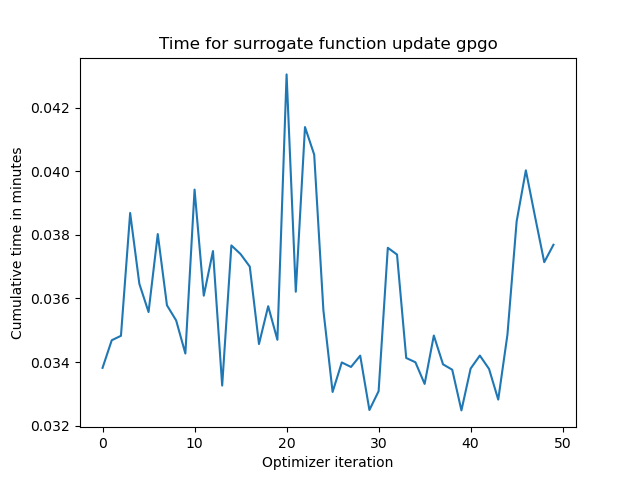 Time for surrogate function update gpgo
0.042
0.040
0.038
0.036
0.034
0.032
Cumulative time in minutes
0 10 20 30 40 50
Optimizer iteration